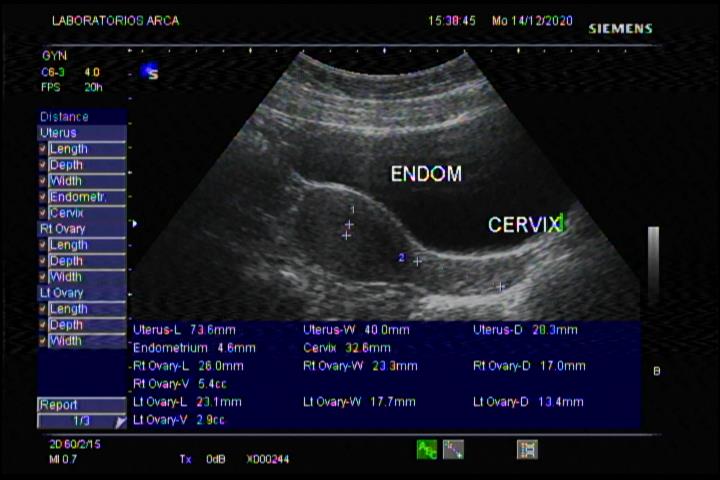 LABORATORIOS ARCA 15:38:45 Mo 14/12/2020 SIEMENS
GYN
C6-3 4.0
FPS 20h
S
Distance
Uterus
Length
Depth
Width
Endometr.
Cervix
Rt Ovary
Length
Depth
Width
Lt Ovary
Length
Depth
Width
ENDOM
CERVIX
1
2
Uterus-L 73.6mm Uterus-W 40.0mm Uterus-D 28.3mm
Endometrium 4.6mm Cervix 32.6mm
Rt Ovary-L 26.0mm Rt Ovary-W 23.3mm Rt Ovary-D 17.0mm
Rt Ovary-V 5.4cc
Lt Ovary-L 23.1mm Lt Ovary-W 17.7mm Lt Ovary-D 13.4mm
Lt Ovary-V 2.9cc
B
Report
1/3
2D 60/2/15
MI 0.7 Tx 0dB X000244
ABC